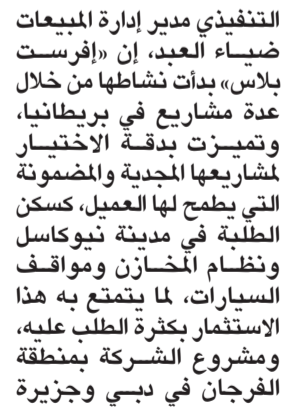 التنفيذي مدير إدارة المبيعات
ضياء العبد، إن «إفرست
بلاس» بدأت نشاطها من خلال
عدة مشاريع في بريطانيا،
وتميزت بدقة الاختيار
لمشاريعها المجدية والمضمونة
التي يطمح لها العميل، كسكن
الطلبة في مدينة نيوكاسل
ونظام المخازن ومواقف
السيارات، لما يتمتع به هذا
الاستثمار بكثرة الطلب عليه،
ومشروع الشركة بمنطقة
الفرجان في دبي وجزيرة